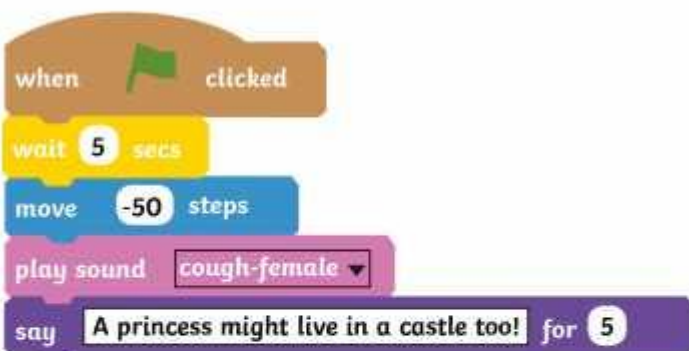 when clicked
wait 5 secs
move -50 steps
play sound cough-female
say A princess might live in a castle too! for 5